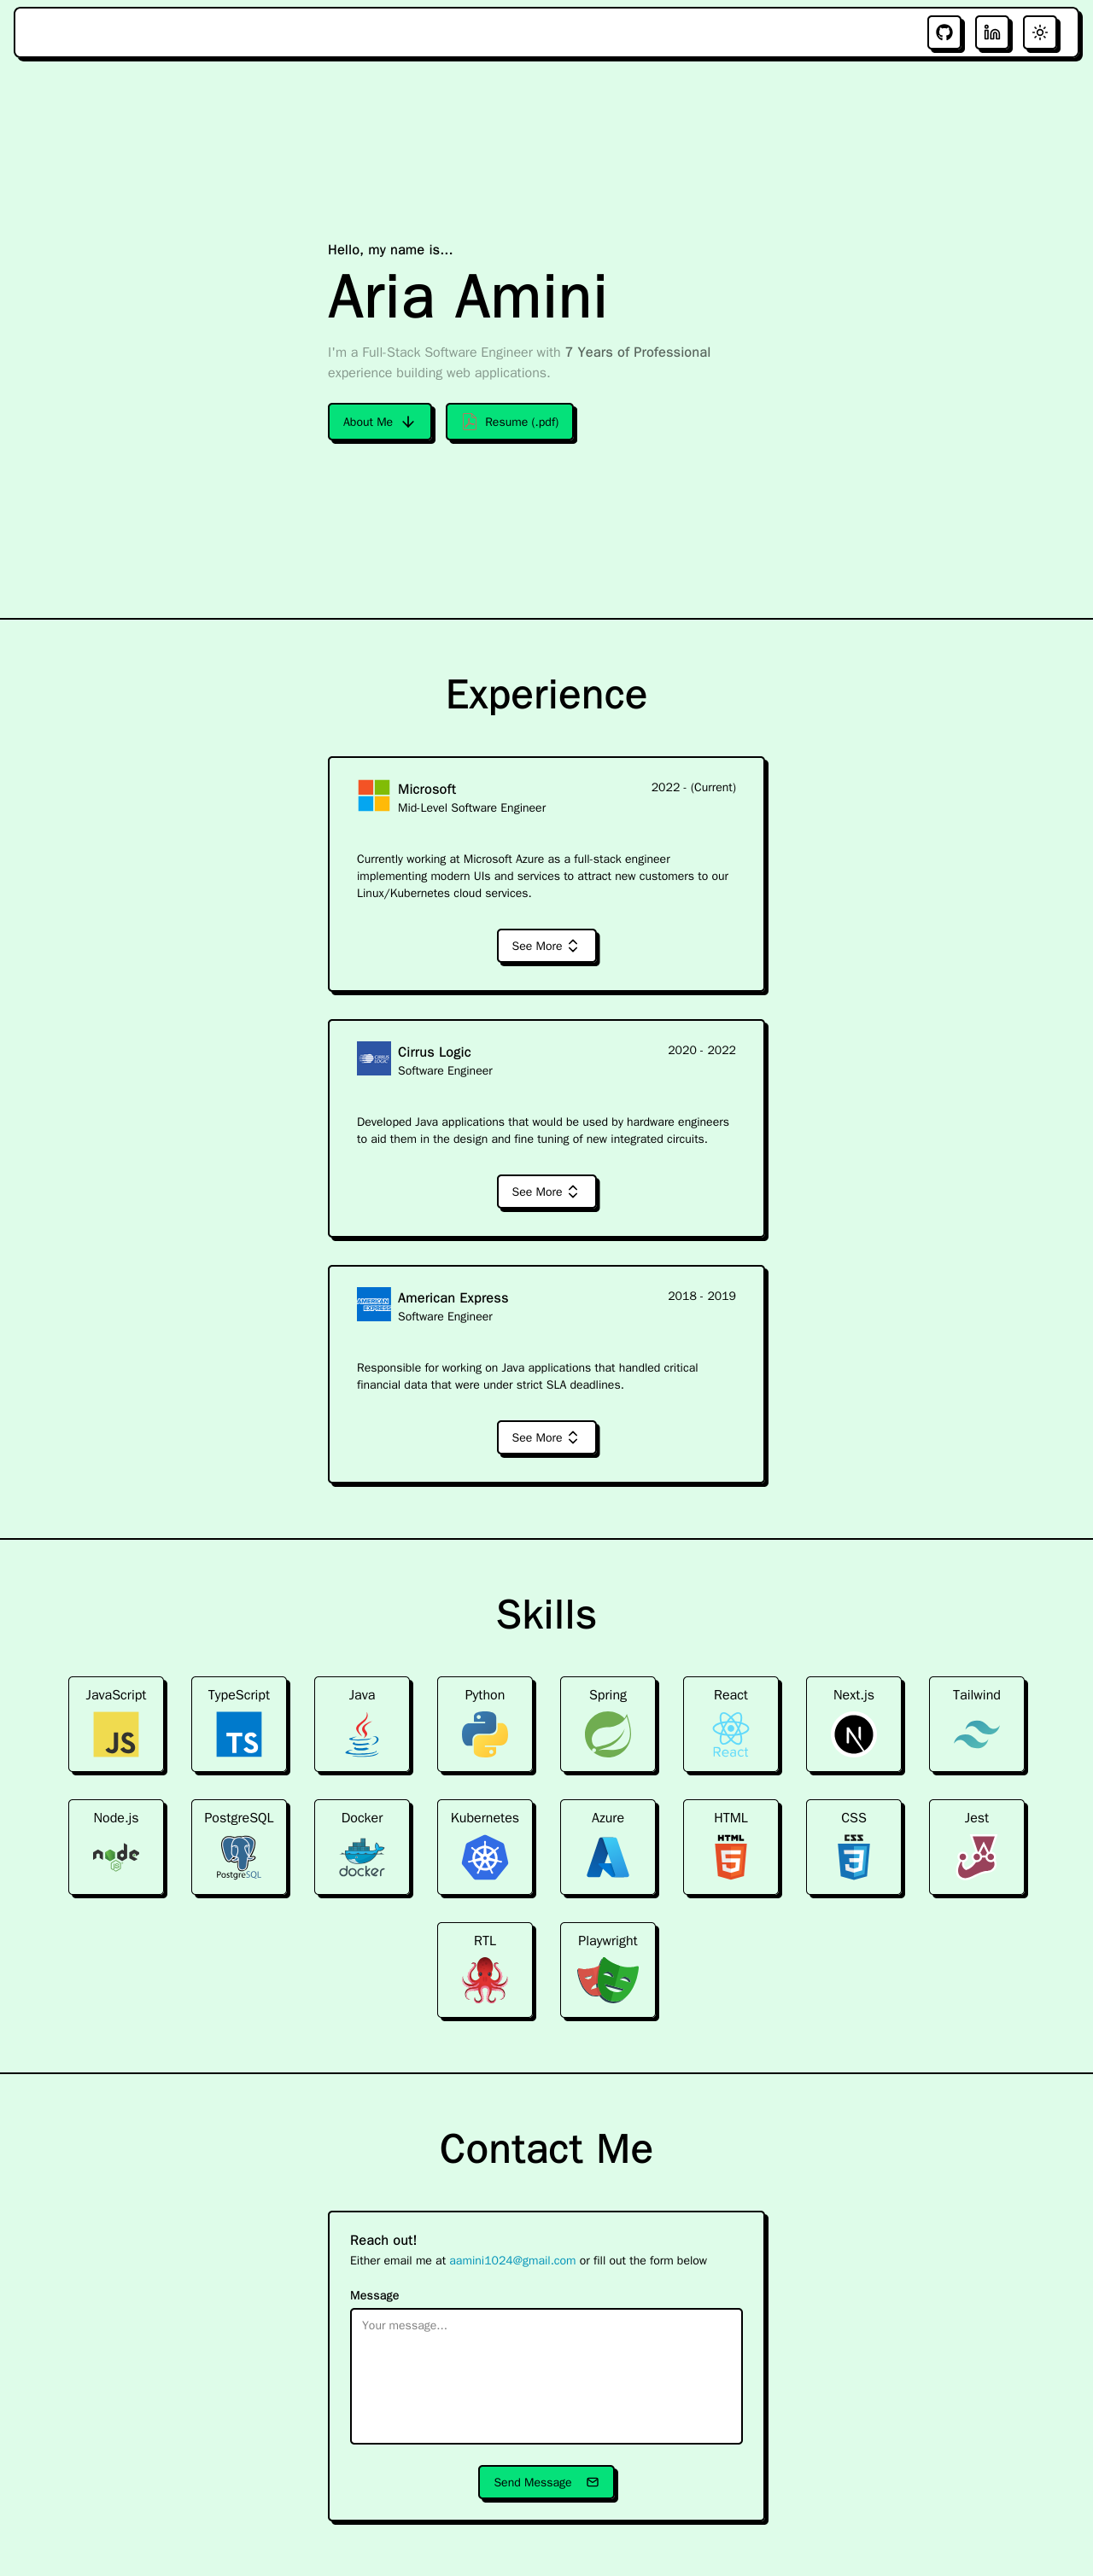 Hello, my name is...
Aria Amini
I'm a Full-Stack Software Engineer with 7 Years of Professional
experience building web applications.
About Me
Resume (.pdf)
Experience
Microsoft
2022 - (Current)
Mid-Level Software Engineer
Currently working at Microsoft Azure as a full-stack engineer
implementing modern UIs and services to attract new customers to our
Linux/Kubernetes cloud services.
See More
CIRRUS LOGIC
Cirrus Logic
2020 - 2022
Software Engineer
Developed Java applications that would be used by hardware engineers
to aid them in the design and fine tuning of new integrated circuits.
See More
AMERICAN
EXPRESS
American Express
2018 - 2019
Software Engineer
Responsible for working on Java applications that handled critical
financial data that were under strict SLA deadlines.
See More
Skills
JavaScript
JS
TypeScript
TS
Java
Python
Spring
React
React
Next.js
N
Tailwind
Node.js
node
JS
PostgreSQL
PostgreSQL
Docker
docker
Kubernetes
Azure
HTML
HTML
5
CSS
CSS
3
Jest
RTL
Playwright
Contact Me
Reach out!
Either email me at aamini1024@gmail.com or fill out the form below
Message
Your message...
Send Message